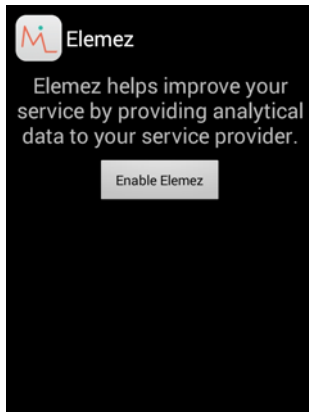 Elemez
Elemez helps improve your
service by providing analytical
data to your service provider.
Enable Elemez